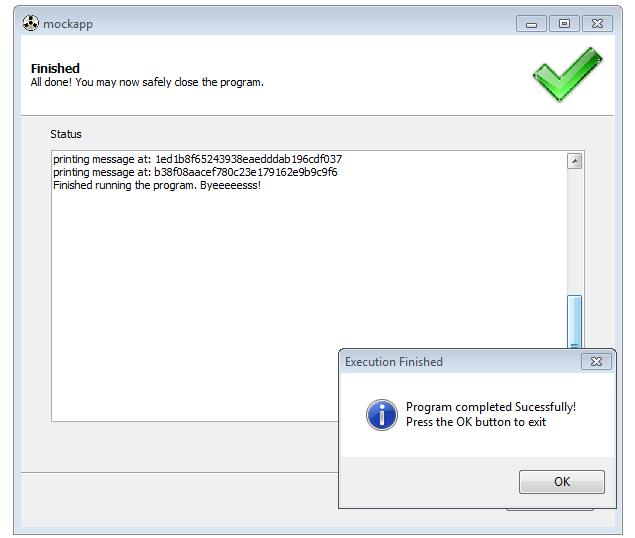 mockapp
Finished
All done! You may now safely close the program.
Status
printing message at: 1ed1b8f65243938eaedddab196cdf037
printing message at: b38f08aacef780c23e179162e9b9c9f6
Finished running the program. Byeeeeesss!
Execution Finished
Program completed Sucessfully!
Press the OK button to exit
OK